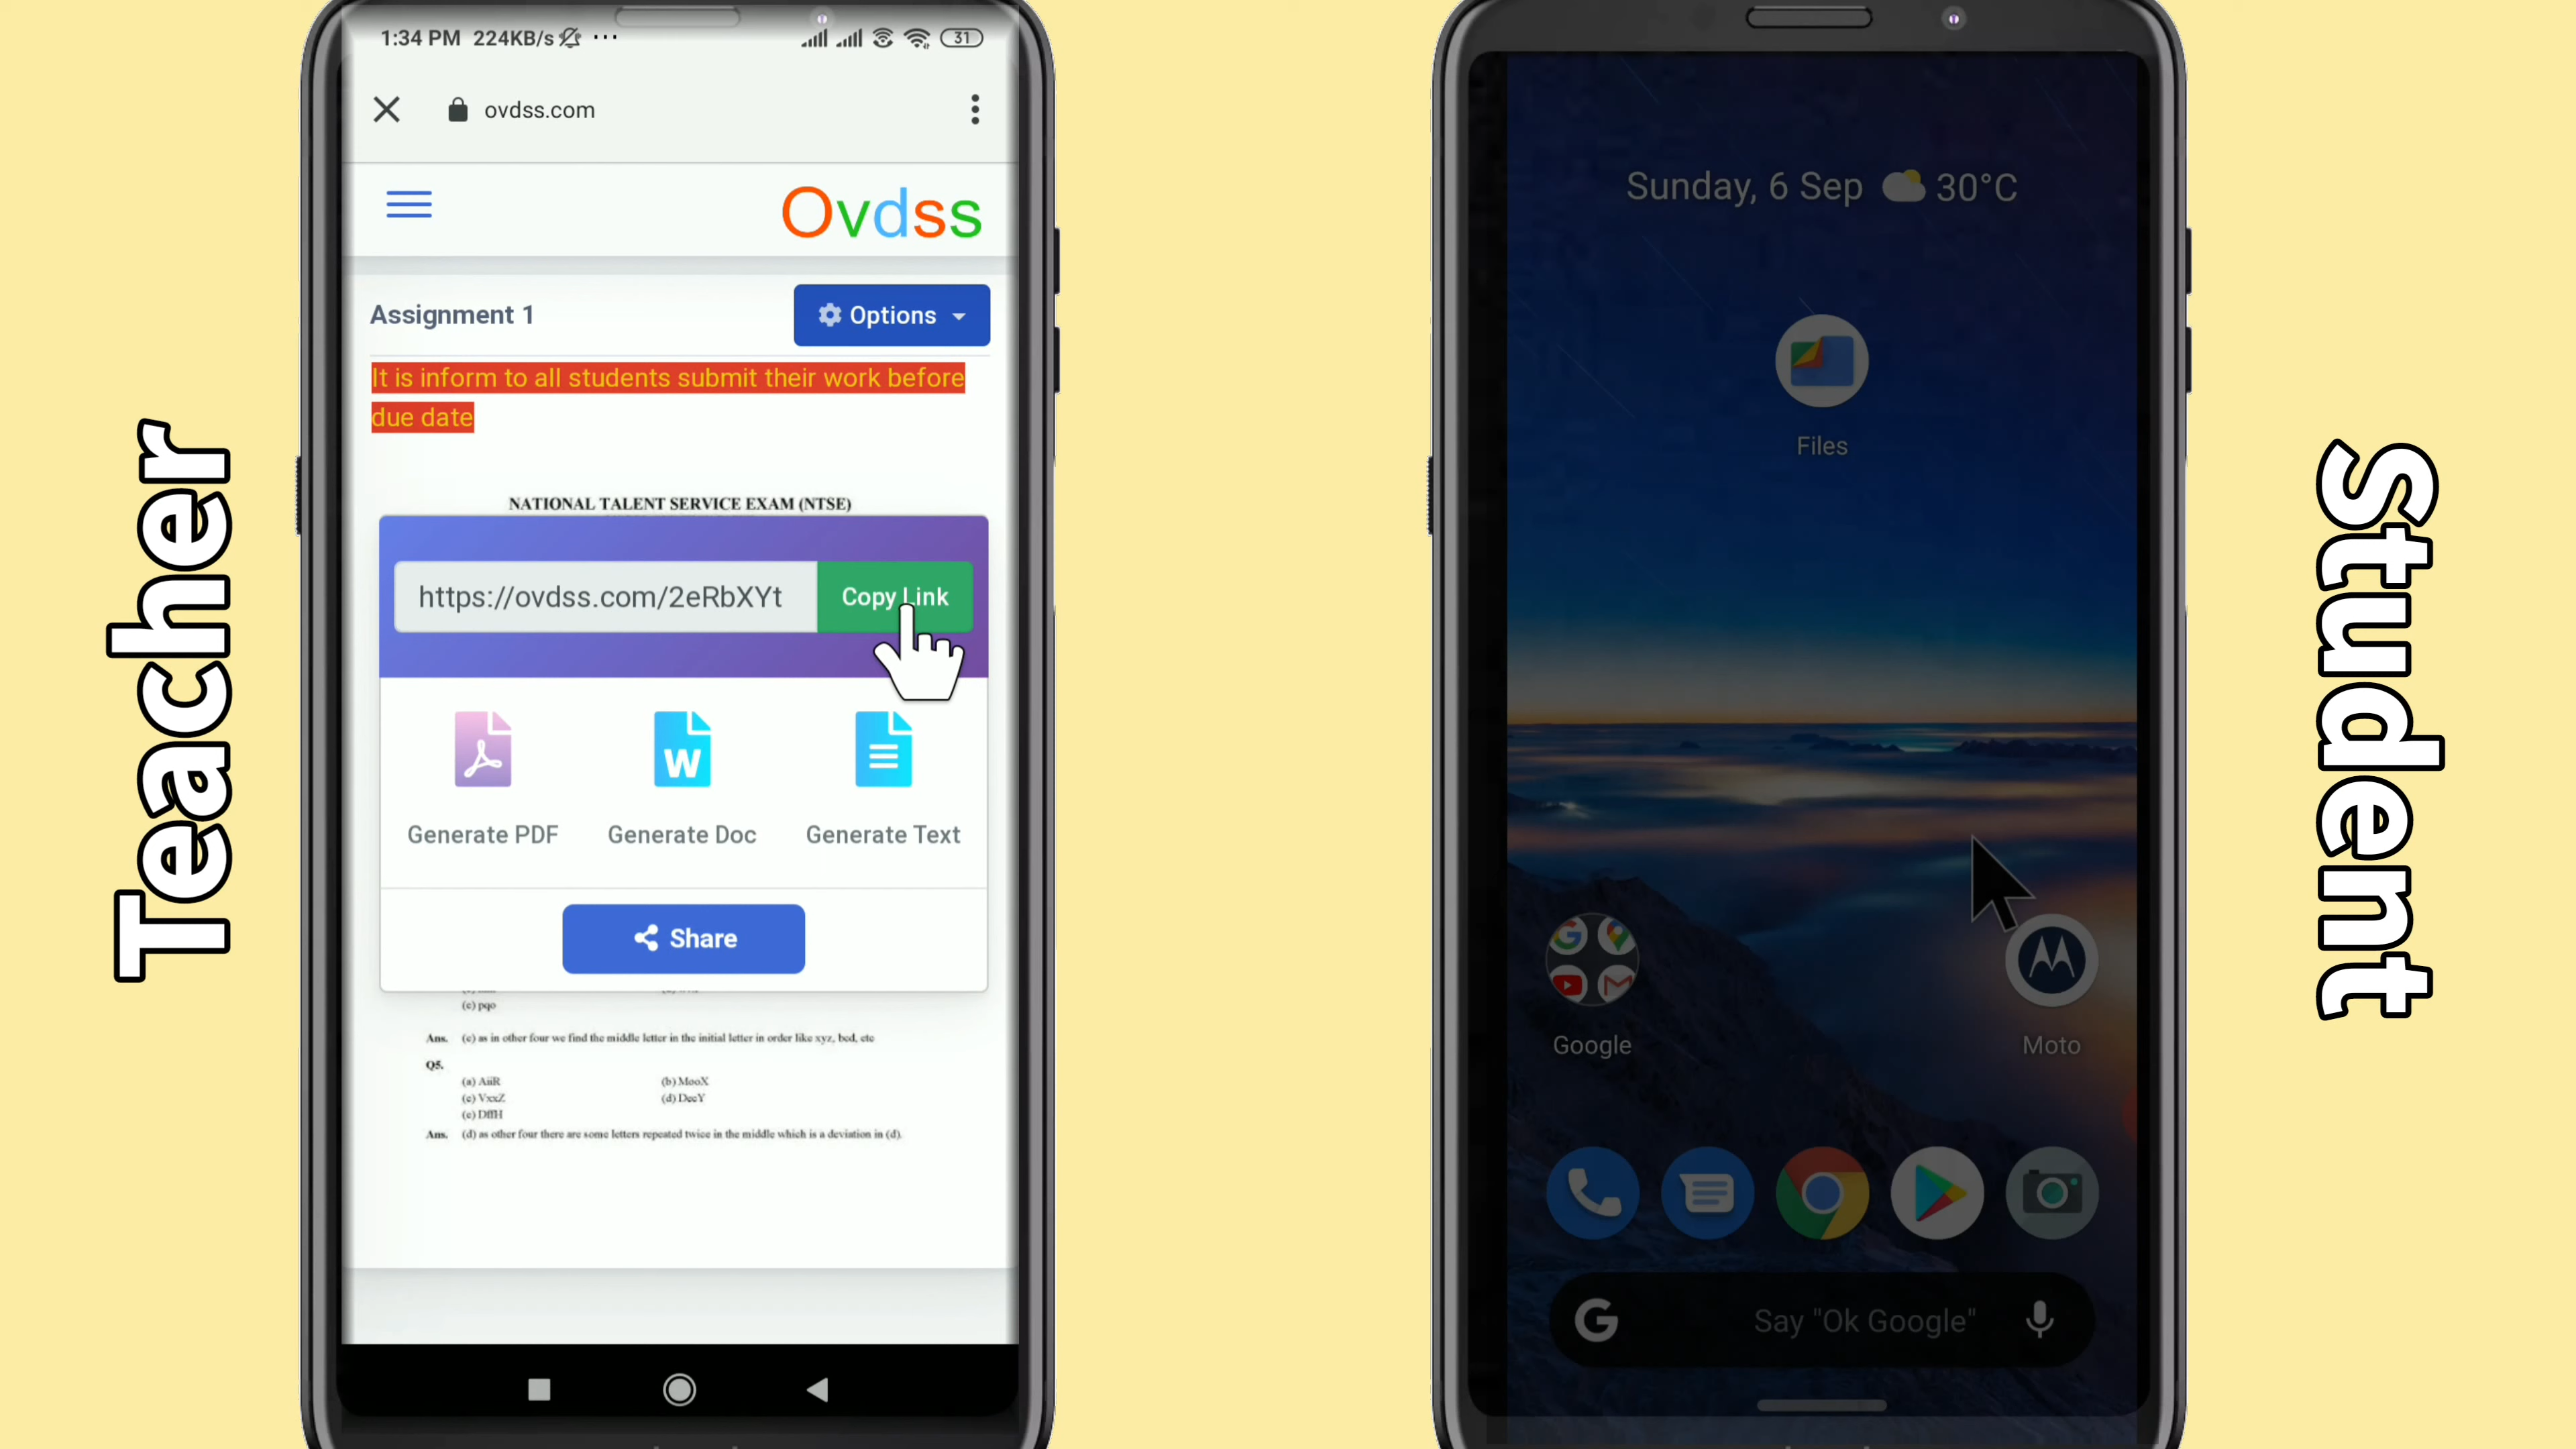 Teacher
1:34 PM 224KB/s ...
31
ovdss.com
Ovdss
Assignment 1
Options
It is inform to all students submit their work before
due date
NATIONAL TALENT SERVICE EXAM (NTSE)
https://ovdss.com/2eRbXYt
Copy Link
Generate PDF
Generate Doc
Generate Text
Share
(c) pqo
Ans. (c) as in other four we find the middle letter in the initial letter in order like xyz, bcd, etc
Q5.
(a) AiiR (b) MooX
(c) VxxZ (d) DecY
(e) DffH
Ans. (d) as other four there are some letters repeated twice in the middle which is a deviation in (d).
Sunday, 6 Sep 30°C
Files
Google
Moto
Say "Ok Google"
Student